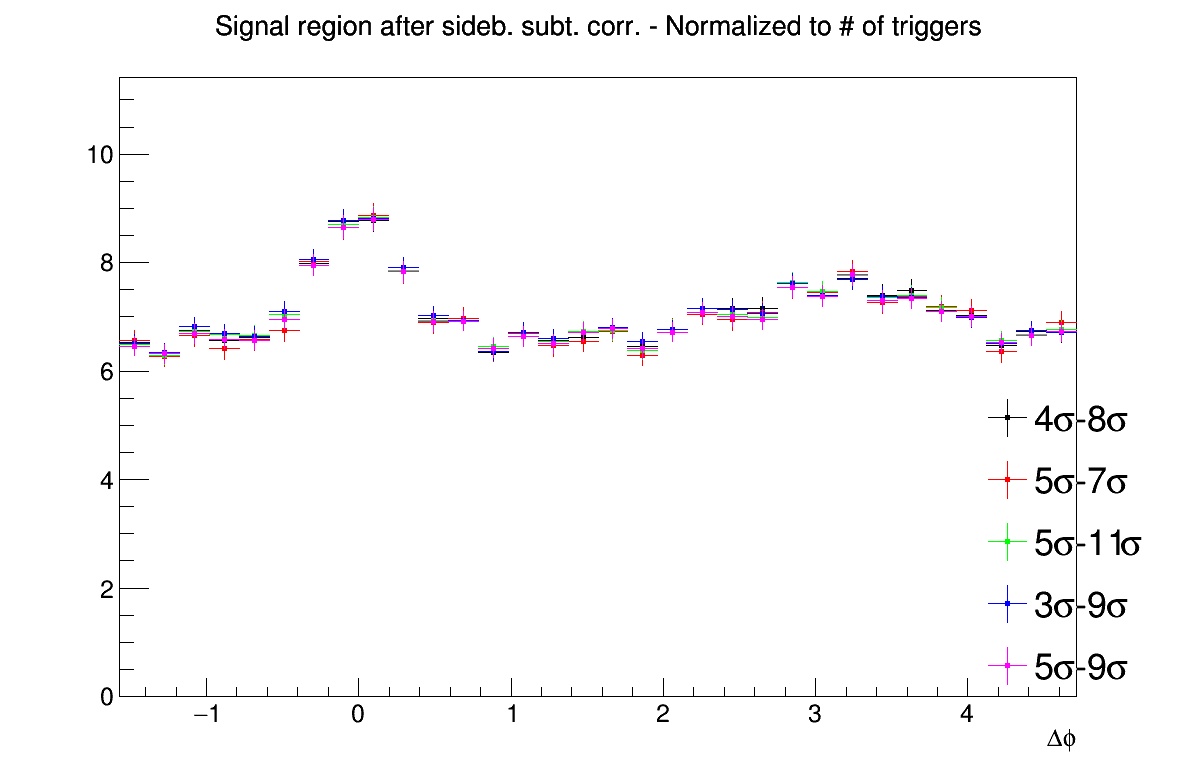 Signal region after sideb. subt. corr. - Normalized to # of triggers
10
8
6
4
2
0
4σ-8σ
5σ-7σ
5σ-11σ
3σ-9σ
5σ-9σ
−1 0 1 2 3 4
Δϕ